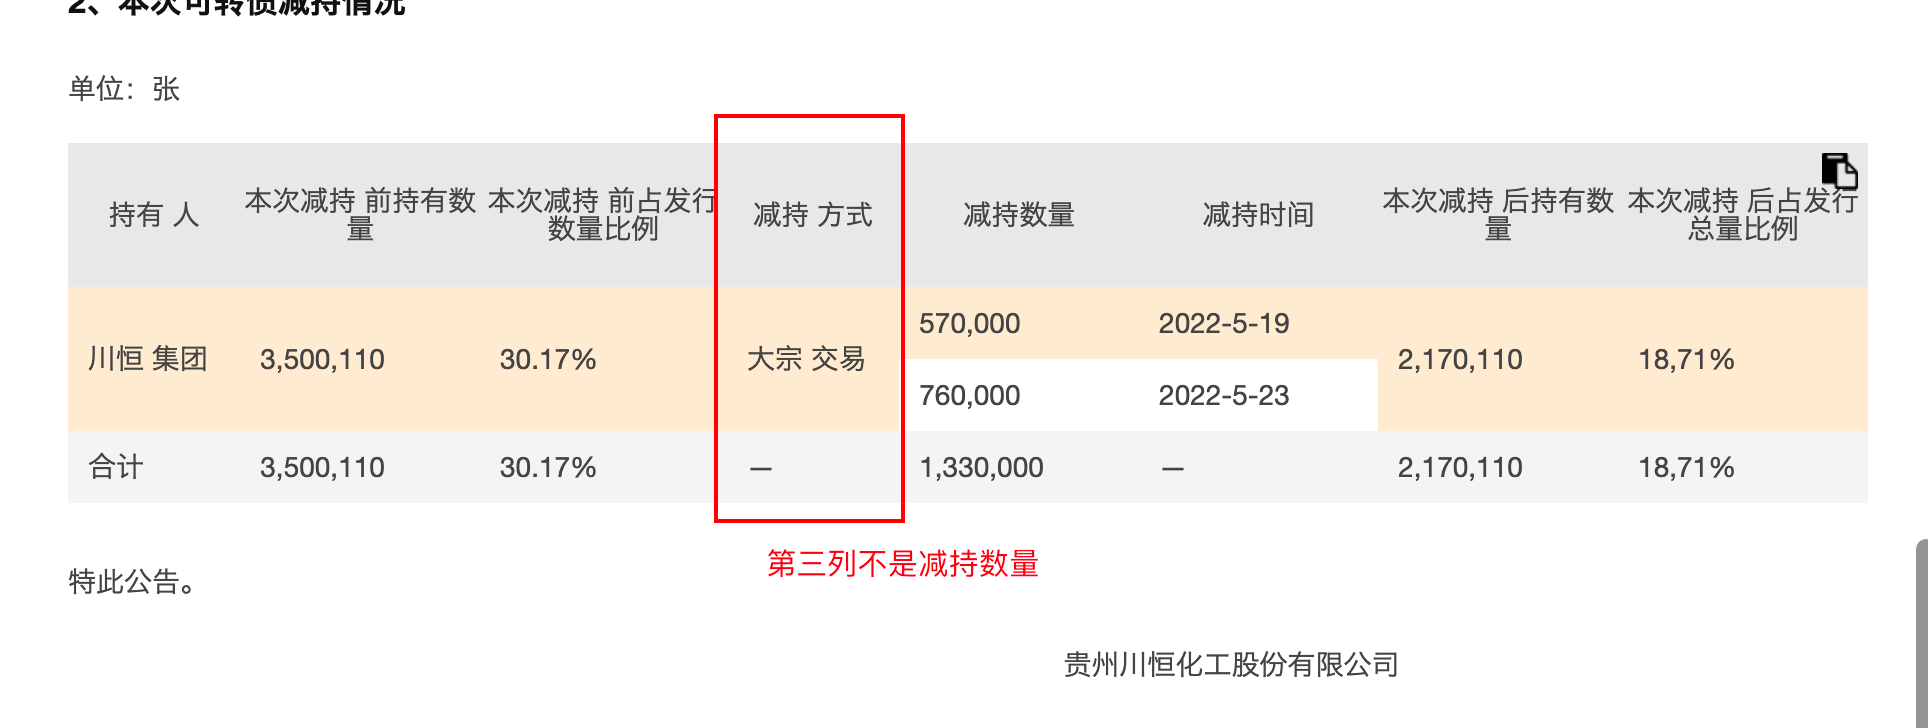 2、本次可转债减持情况
单位：张
持有 人 本次减持 前持有数量 本次减持 前占发行数量比例 减持 方式 减持数量 减持时间 本次减持 后持有数量 本次减持 后占发行总量比例
川恒 集团 3,500,110 30.17% 大宗 交易 570,000 2022-5-19 2,170,110 18,71%
760,000 2022-5-23
合计 3,500,110 30.17% — 1,330,000 — 2,170,110 18,71%
第三列不是减持数量
特此公告。
贵州川恒化工股份有限公司